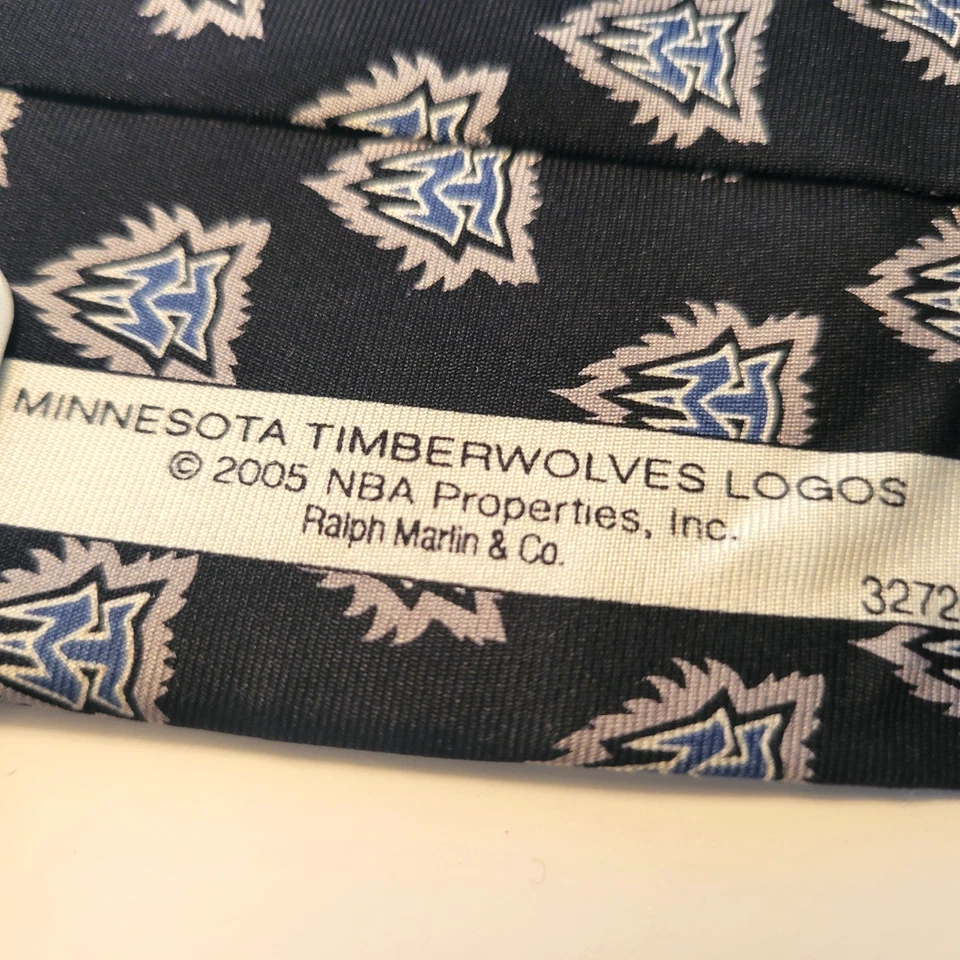 MINNESOTA TIMBERWOLVES LOGOS
© 2005 NBA Properties, Inc.
Ralph Marlin & Co.
3272